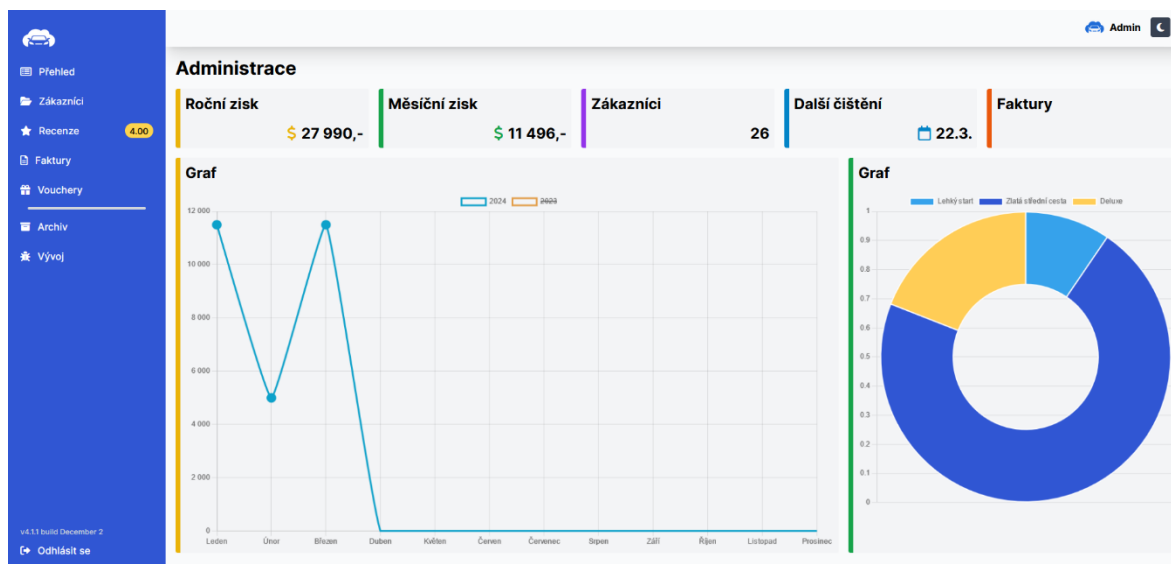 Admin
Přehled
Zákazníci
Recenze 4.00
Faktury
Vouchery
Archiv
Vývoj
v4.1.1 build December 2
Odhlásit se
Administrace
Roční zisk
$ 27 990,-
Měsíční zisk
$ 11 496,-
Zákazníci
26
Další čištění
22.3.
Faktury
Graf
2024 2023
12 000
10 000
8 000
6 000
4 000
2 000
0
Leden Únor Březen Duben Květen Červen Červenec Srpen Září Říjen Listopad Prosinec
Graf
Lehký start Zlatá střední cesta Deluxe
1
0.9
0.8
0.7
0.6
0.5
0.4
0.3
0.2
0.1
0